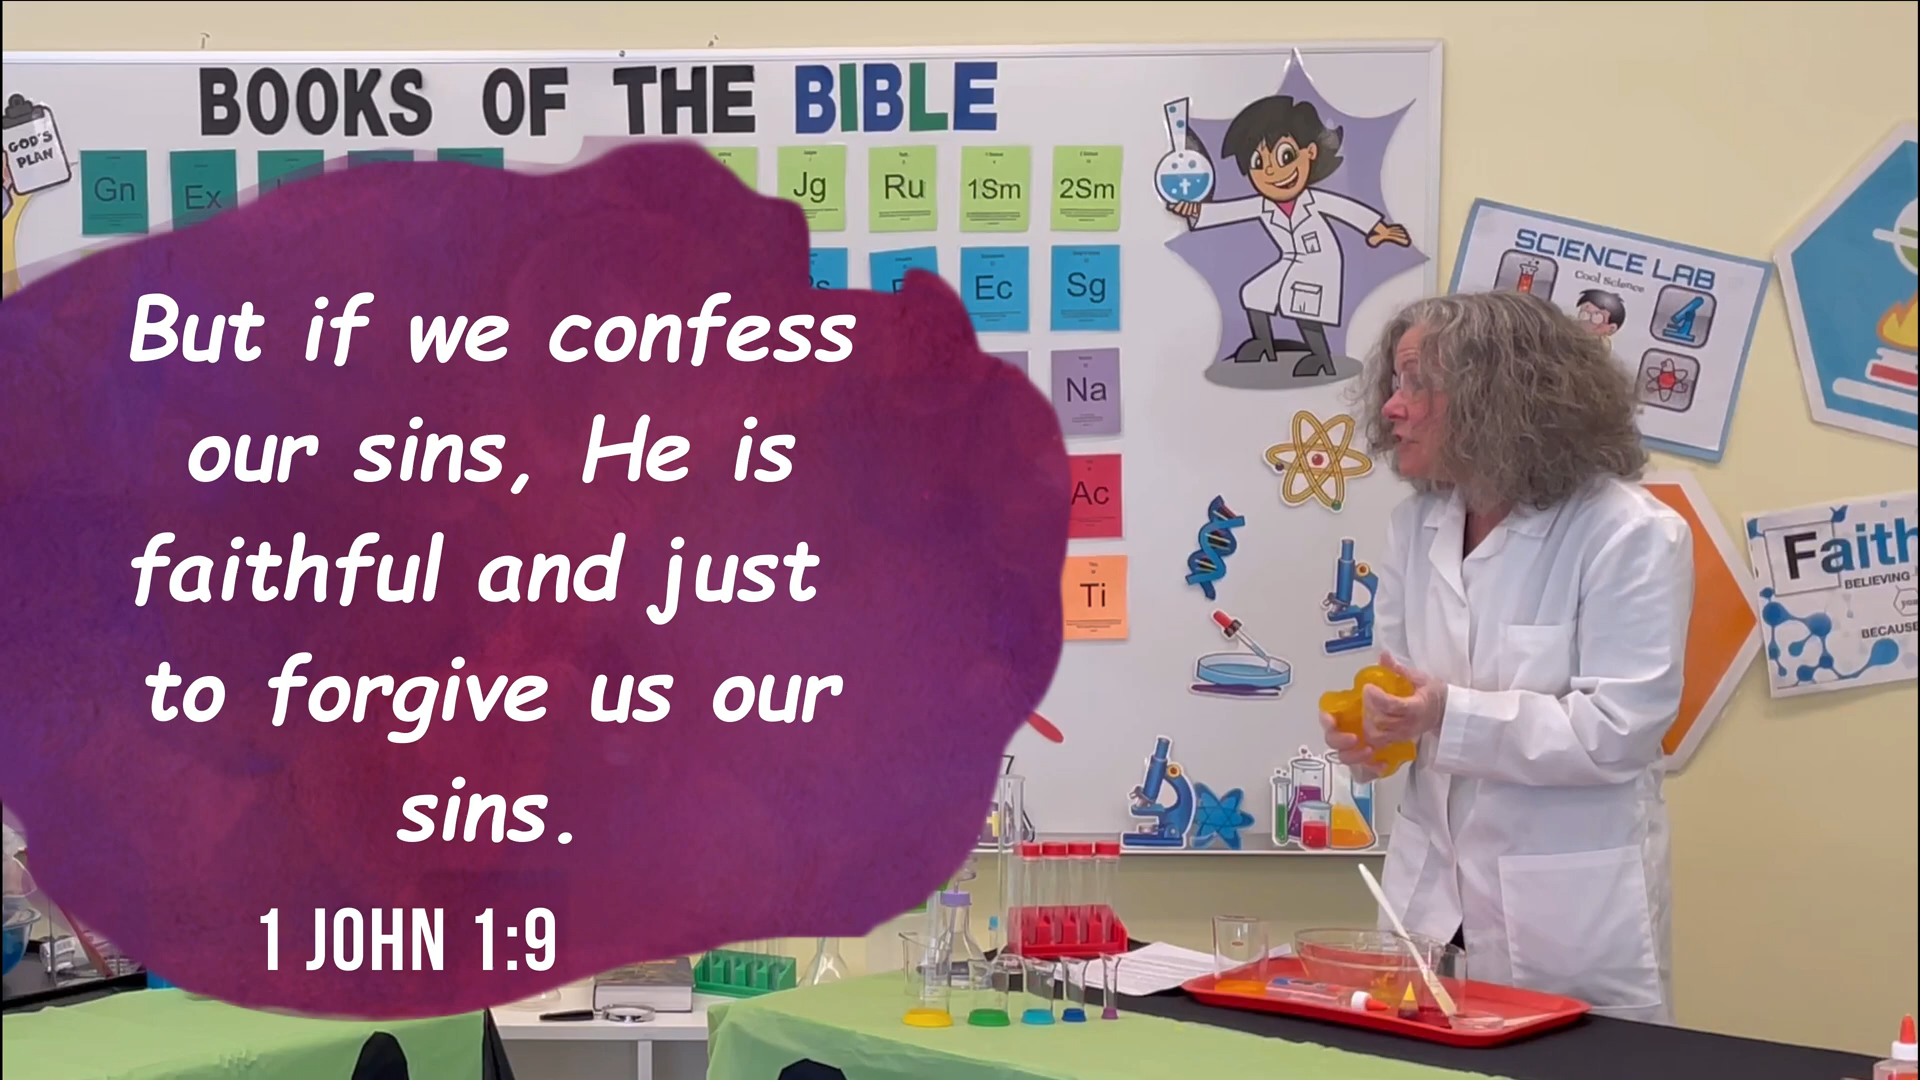 BOOKS OF THE BIBLE
GOD'S
PLAN
Gn
Ex
Jg
Ru
1Sm
2Sm
Ec
Sg
Na
Ac
Ti
SCIENCE LAB
Cool Science
Faith
BELIEVING
BECAUSE
But if we confess
our sins, He is
faithful and just
to forgive us our
sins.
1 JOHN 1:9